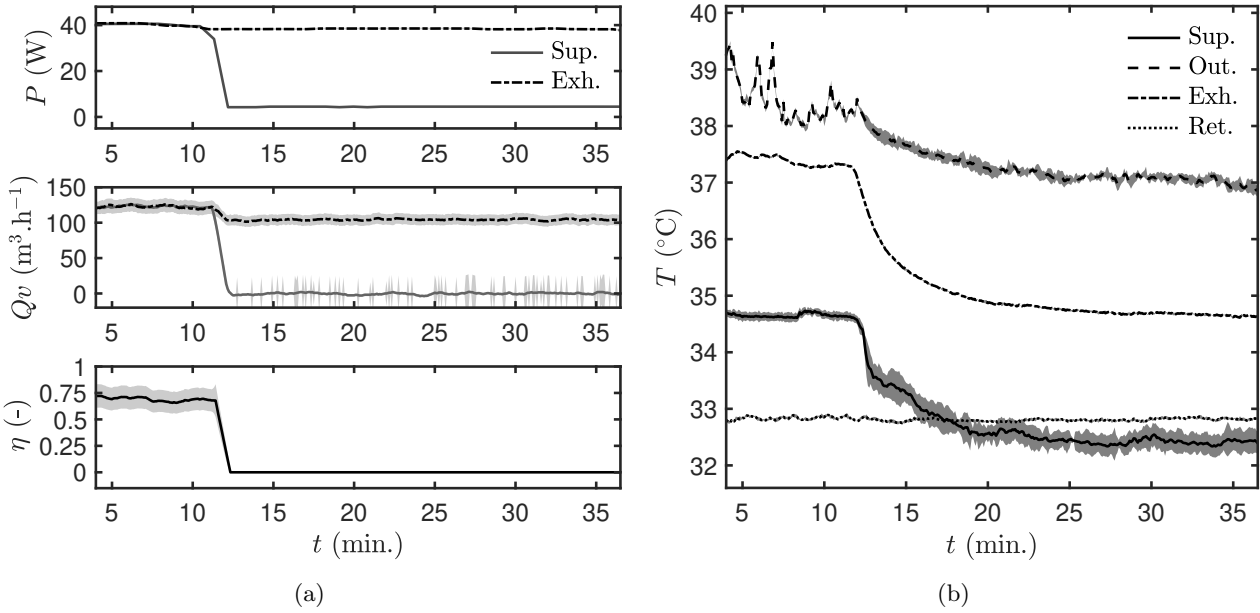 P (W)
40
20
0
Sup.
Exh.
5 10 15 20 25 30 35
Qv (m³.h⁻¹)
150
100
50
0
5 10 15 20 25 30 35
η (-)
1
0.75
0.5
0.25
0
5 10 15 20 25 30 35
t (min.)
(a)
T (°C)
40
39
38
37
36
35
34
33
32
Sup.
Out.
Exh.
Ret.
5 10 15 20 25 30 35
t (min.)
(b)